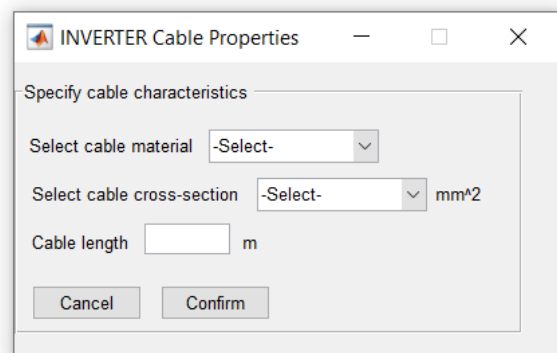 INVERTER Cable Properties
Specify cable characteristics
Select cable material -Select-
Select cable cross-section -Select- mm^2
Cable length m
Cancel Confirm